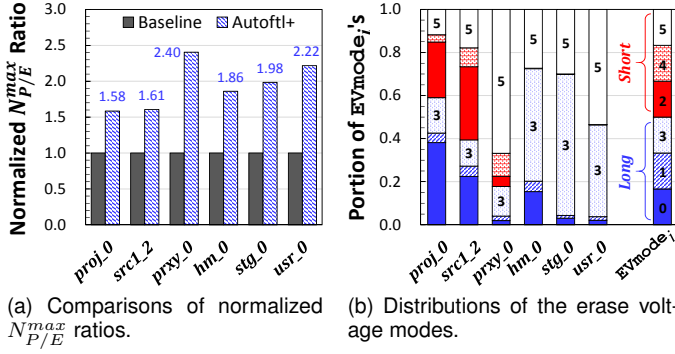 Baseline Autoftl+
Normalized N^{max}_{P/E} Ratio
3.0
2.5
2.0
1.5
1.0
0.5
0.0
1.58
1.61
2.40
1.86
1.98
2.22
proj_0
src1_2
prxy_0
hm_0
stg_0
usr_0
(a) Comparisons of normalized
N^{max}_{P/E} ratios.
Portion of EVmode_i's
1.0
0.8
0.6
0.4
0.2
0.0
5
3
5
3
5
3
5
3
5
3
5
3
Short
Long
5
4
2
3
1
0
proj_0
src1_2
prxy_0
hm_0
stg_0
usr_0
EVmode_i
(b) Distributions of the erase volt-
age modes.